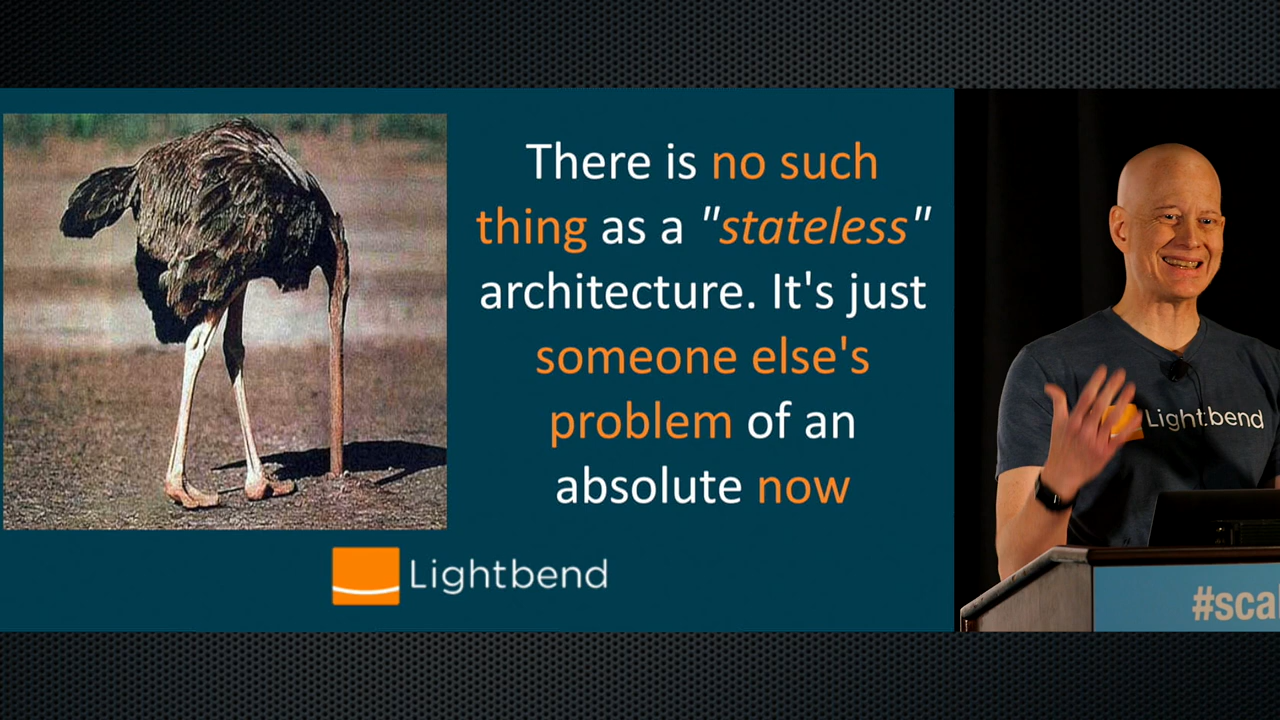 There is no such
thing as a "stateless"
architecture. It's just
someone else's
problem of an
absolute now
Lightbend
Lightbend
#sca